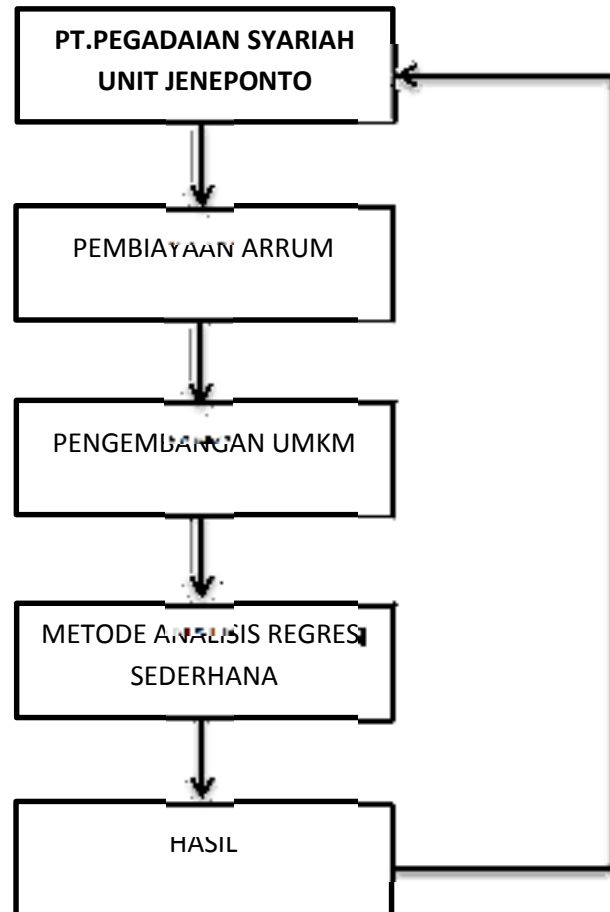 PT.PEGADAIAN SYARIAH
UNIT JENEPONTO
PEMBIAYAAN ARRUM
PENGEMBANGAN UMKM
METODE ANALISIS REGRESI
SEDERHANA
HASIL